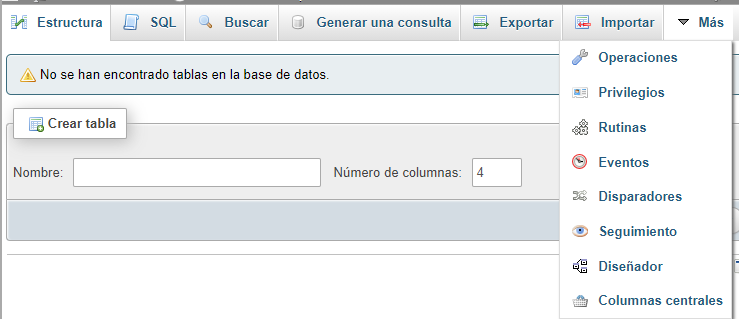 Estructura SQL Buscar Generar una consulta Exportar Importar Más
Operaciones
Privilegios
Rutinas
Eventos
Disparadores
Seguimiento
Diseñador
Columnas centrales
No se han encontrado tablas en la base de datos.
Crear tabla
Nombre: Número de columnas: 4